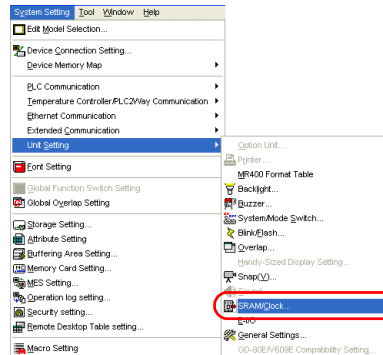 System Setting Tool Window Help
Edit Model Selection...
Device Connection Setting...
Device Memory Map
PLC Communication
Temperature Controller/PLC2Way Communication
Ethernet Communication
Extended Communication
Unit Setting
Font Setting
Global Function Switch Setting
Global Overlap Setting
Storage Setting...
Attribute Setting
Buffering Area Setting...
Memory Card Setting...
MES Setting...
Operation log setting...
Security setting...
Remote Desktop Table setting...
Macro Setting
Option Unit...
Printer...
MR400 Format Table
Backlight...
Buzzer...
System/Mode Switch...
Blink/Flash...
Overlap...
Handy-Sized Display Setting...
Snap(V)...
Sound...
SRAM/Clock...
E-I/O
General Settings...
GD-80E/V609E Compatibility Setting...